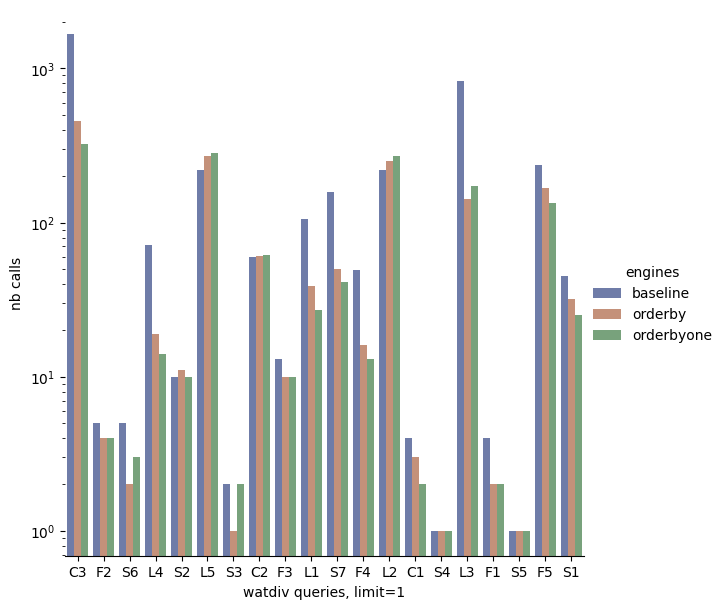 10³
10²
10¹
10⁰
nb calls
C3 F2 S6 L4 S2 L5 S3 C2 F3 L1 S7 F4 L2 C1 S4 L3 F1 S5 F5 S1
watdiv queries, limit=1
engines
baseline
orderby
orderbyone